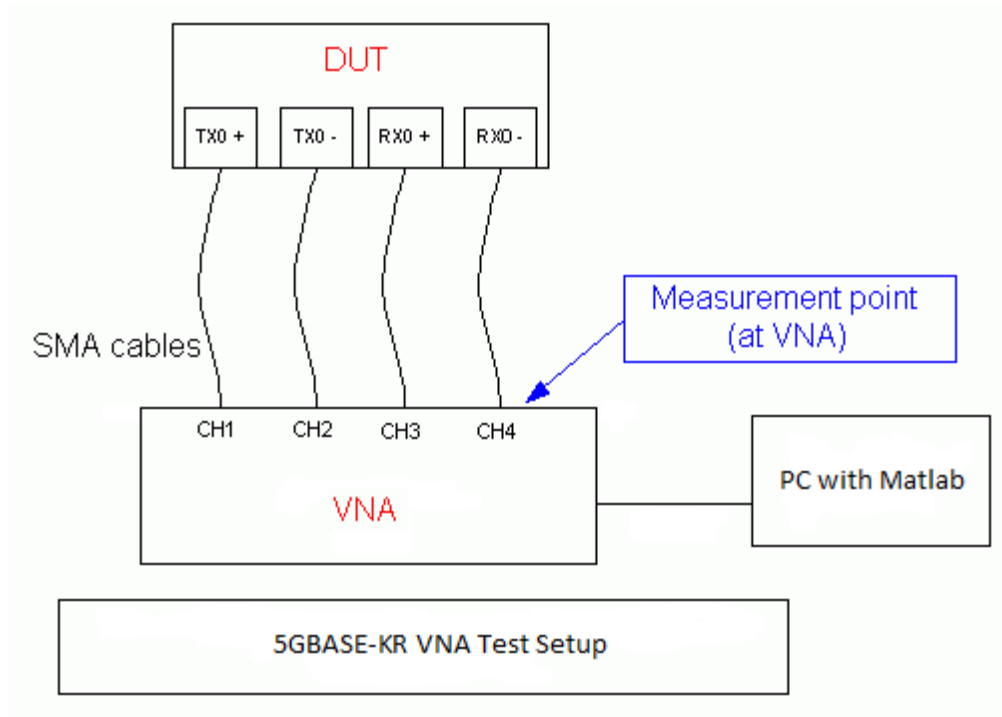 DUT
TX0 +
TX0 -
RX0 +
RX0 -
SMA cables
Measurement point
(at VNA)
CH1
CH2
CH3
CH4
VNA
PC with Matlab
5GBASE-KR VNA Test Setup